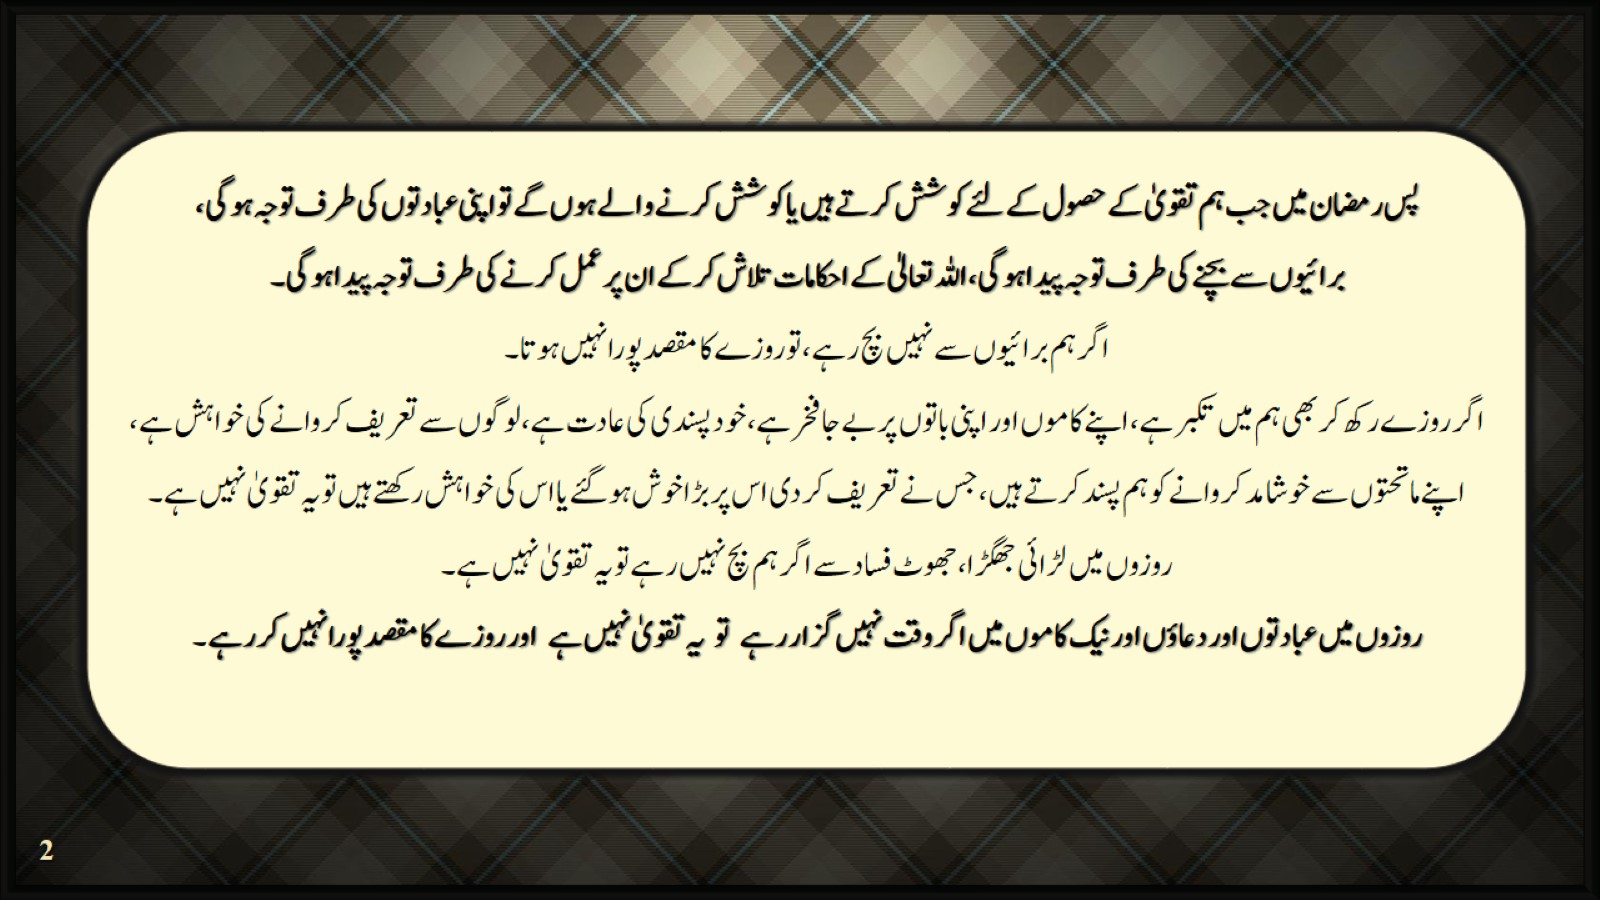 پس رمضان میں جب ہم تقویٰ کے حصول کے لئے کوشش کرتے ہیں یا کوشش کرنے والے ہوں گے تو اپنی عبادتوں کی طرف توجہ ہو گی،
برائیوں سے بچنے کی طرف توجہ پیدا ہو گی، اللہ تعالیٰ کے احکامات تلاش کر کے ان پر عمل کرنے کی طرف توجہ پیدا ہو گی۔
اگر ہم برائیوں سے نہیں بچ رہے، تو روزے کا مقصد پورا نہیں ہوتا۔
اگر روزے رکھ کر بھی ہم میں تکبر ہے، اپنے کاموں اور اپنی باتوں پر بے جا فخر ہے، خود پسندی کی عادت ہے، لوگوں سے تعریف کروانے کی خواہش ہے،
اپنے ماتحتوں سے خوشامد کروانے کو ہم پسند کرتے ہیں، جس نے تعریف کر دی اس پر بڑا خوش ہو گئے یا اس کی خواہش رکھتے ہیں تو یہ تقویٰ نہیں ہے۔
روزوں میں لڑائی جھگڑا، جھوٹ فساد سے اگر ہم بچ نہیں رہے تو یہ تقویٰ نہیں ہے۔
روزوں میں عبادتوں اور دعاؤں اور نیک کاموں میں اگر وقت نہیں گزار رہے تو یہ تقویٰ نہیں ہے اور روزے کا مقصد پورا نہیں کر رہے۔
2